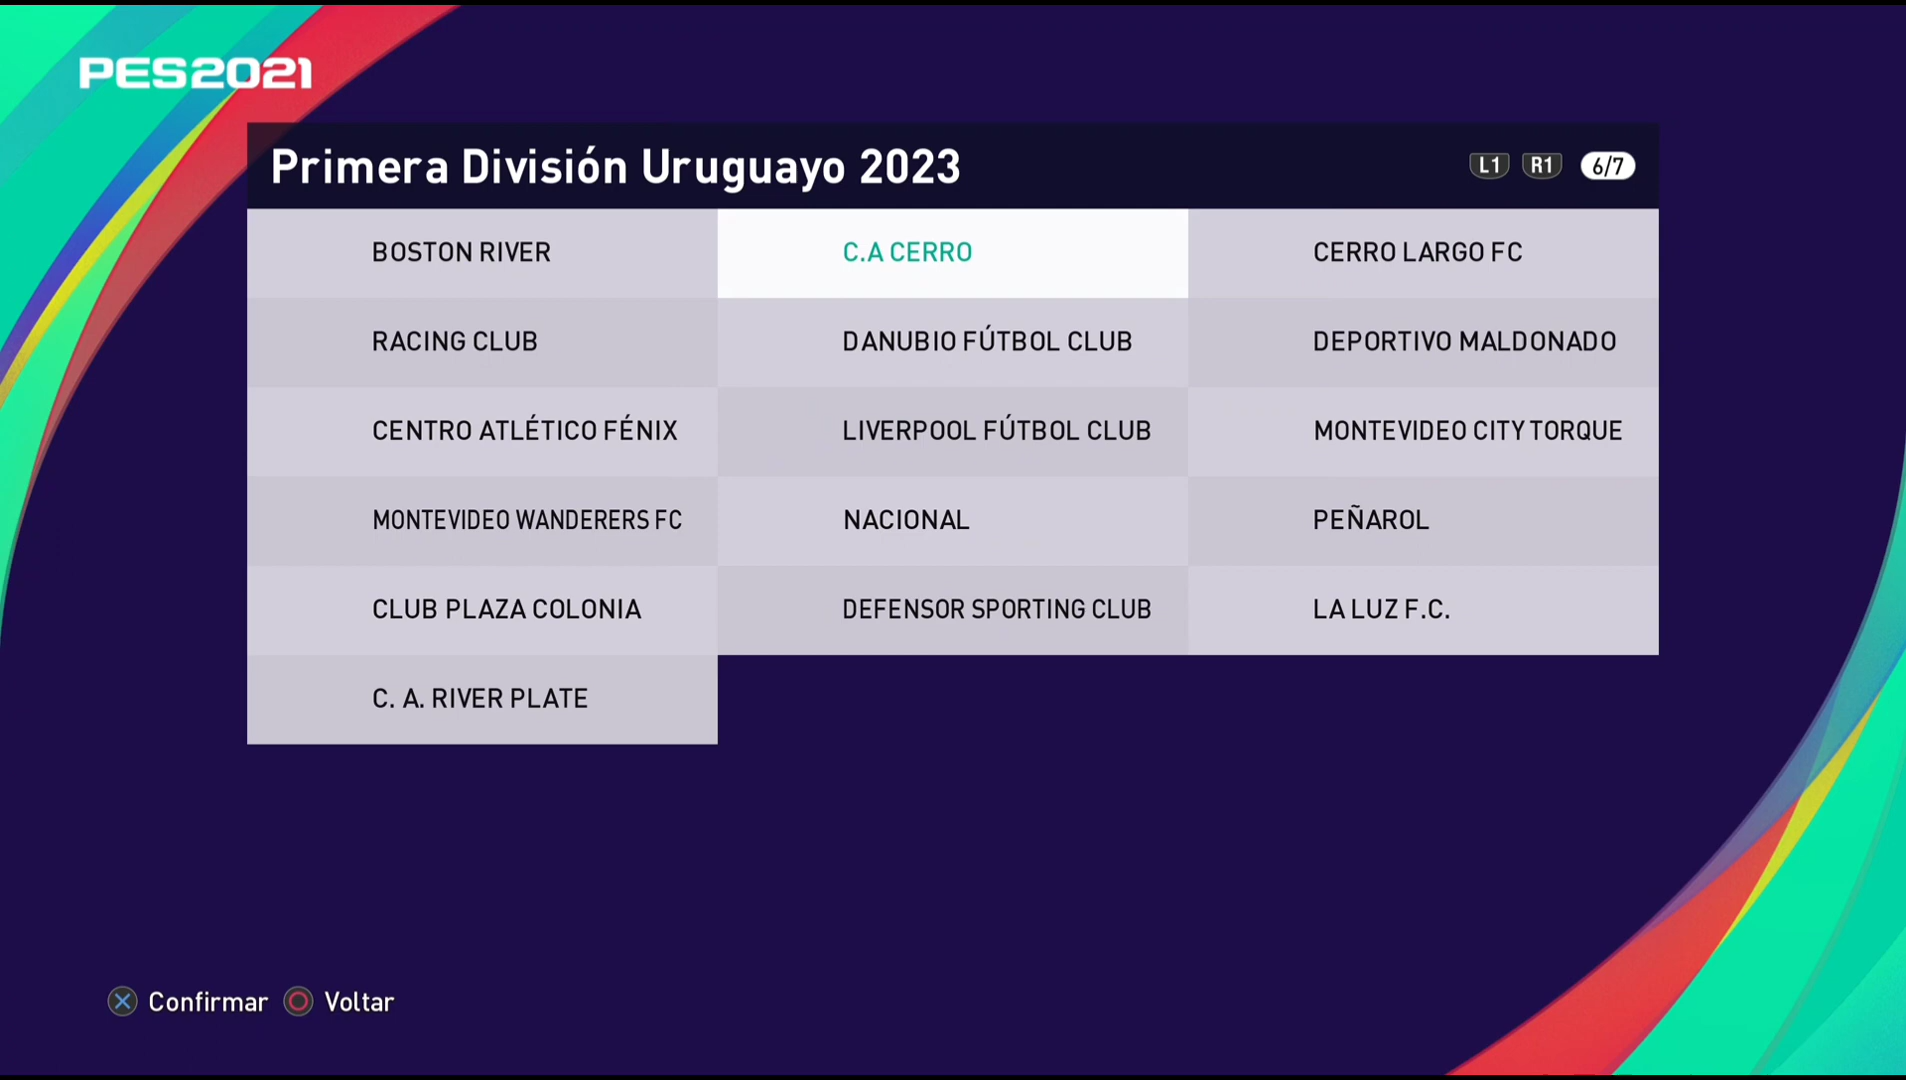 PES2021
Primera División Uruguayo 2023
L1 R1 6/7
BOSTON RIVER
C.A CERRO
CERRO LARGO FC
RACING CLUB
DANUBIO FÚTBOL CLUB
DEPORTIVO MALDONADO
CENTRO ATLÉTICO FÉNIX
LIVERPOOL FÚTBOL CLUB
MONTEVIDEO CITY TORQUE
MONTEVIDEO WANDERERS FC
NACIONAL
PEÑAROL
CLUB PLAZA COLONIA
DEFENSOR SPORTING CLUB
LA LUZ F.C.
C. A. RIVER PLATE
Confirmar Voltar